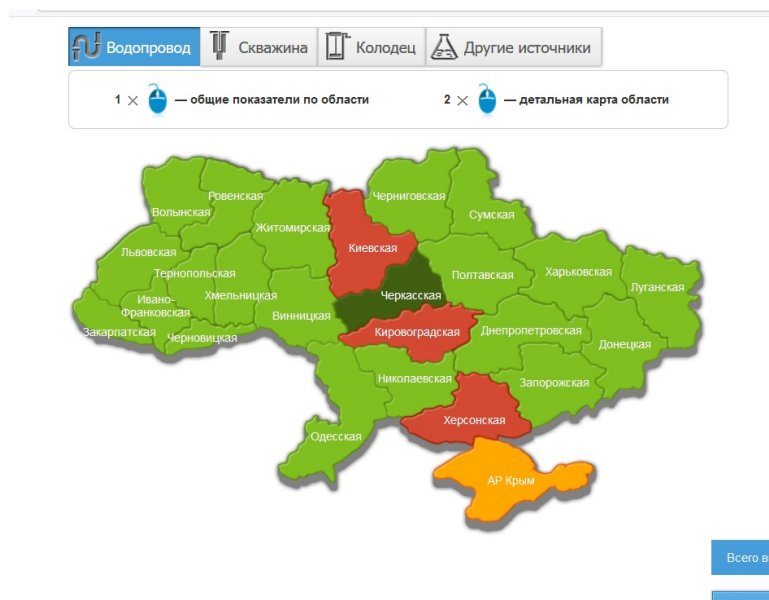 Водопровод Скважина Колодец Другие источники
1 × — общие показатели по области 2 × — детальная карта области
Черниговская
Ровенская
Волынская
Сумская
Житомирская
Киевская
Львовская
Тернопольская
Полтавская
Харьковская
Луганская
Хмельницкая
Черкасская
Ивано-
Франковская
Винницкая
Закарпатская
Черновицкая
Кировоградская
Днепропетровская
Донецкая
Николаевская
Запорожская
Херсонская
Одесская
АР Крым
Всего в